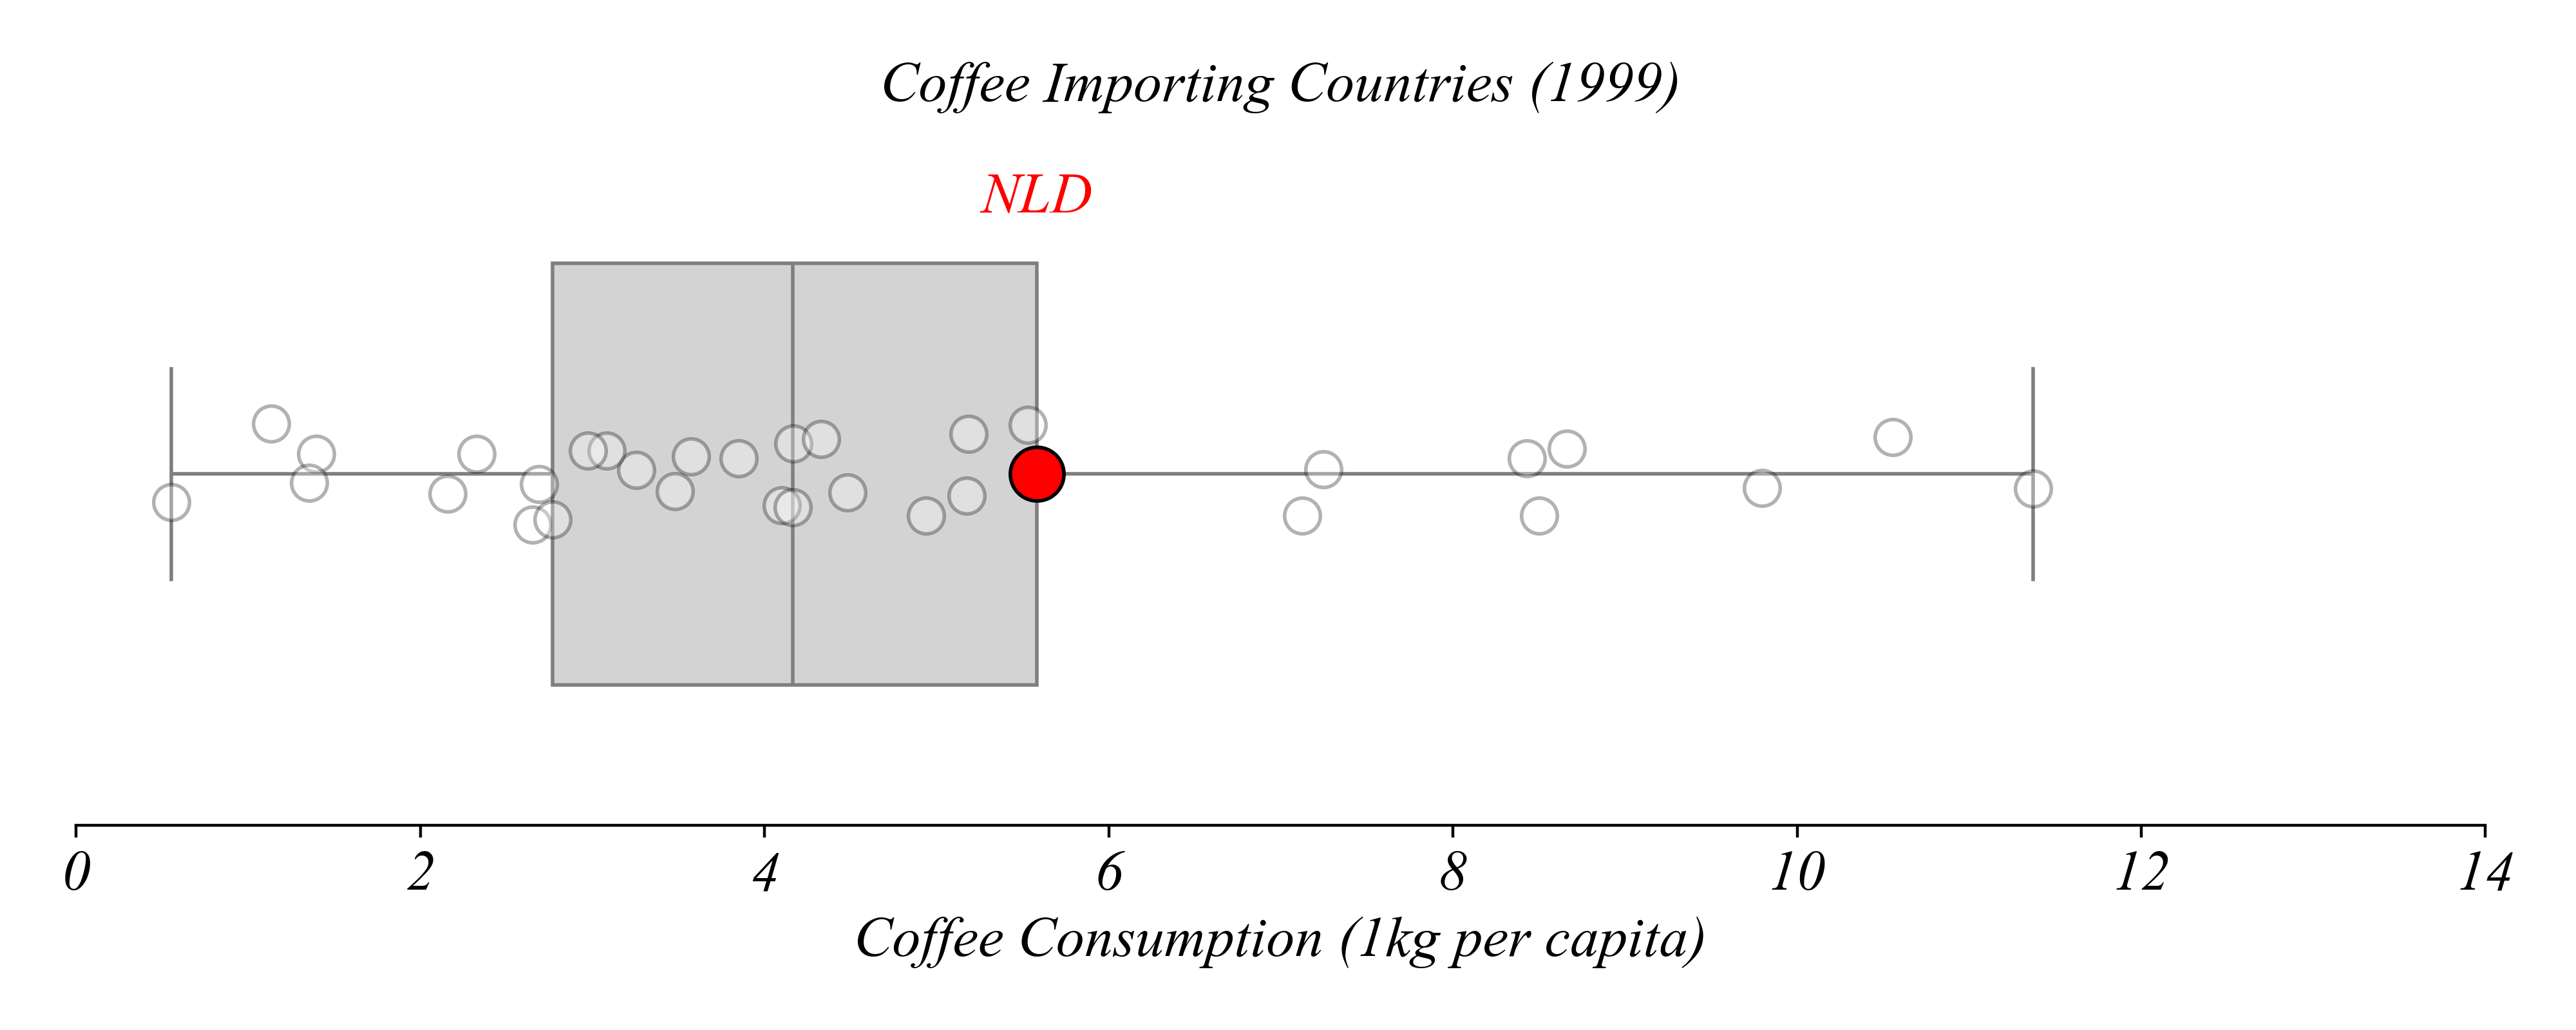 Coffee Importing Countries (1999)
NLD
0 2 4 6 8 10 12 14
Coffee Consumption (1kg per capita)